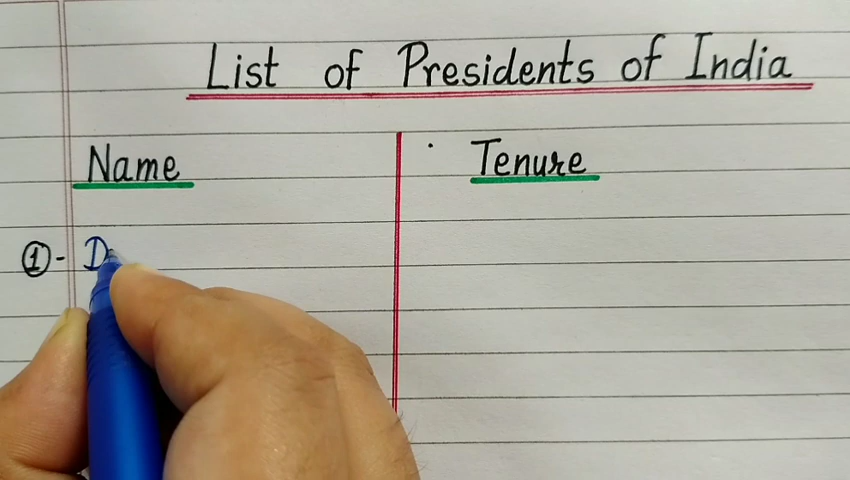 List of Presidents of India
Name Tenure
1- D